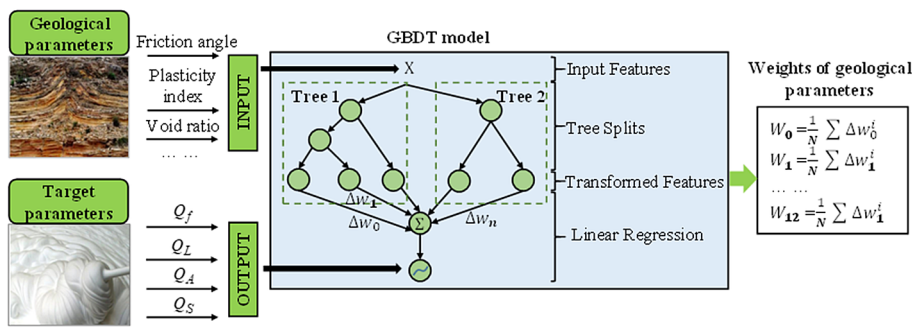 Geological
parameters
Friction angle
Plasticity
index
Void ratio
... ...
INPUT
Target
parameters
Q_f
Q_L
Q_A
Q_S
OUTPUT
GBDT model
X
Tree 1
Tree 2
Δw_1
Δw_0
Δw_n
Σ
Input Features
Tree Splits
Transformed Features
Linear Regression
Weights of geological
parameters
W_0 = 1/N ∑ Δw_0^i
W_1 = 1/N ∑ Δw_1^i
... ...
W_12 = 1/N ∑ Δw_1^i